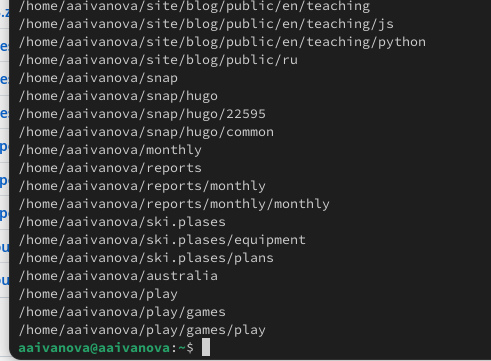 /home/aaivanova/site/blog/public/en/teaching
/home/aaivanova/site/blog/public/en/teaching/js
/home/aaivanova/site/blog/public/en/teaching/python
/home/aaivanova/site/blog/public/ru
/home/aaivanova/snap
/home/aaivanova/snap/hugo
/home/aaivanova/snap/hugo/22595
/home/aaivanova/snap/hugo/common
/home/aaivanova/monthly
/home/aaivanova/reports
/home/aaivanova/reports/monthly
/home/aaivanova/reports/monthly/monthly
/home/aaivanova/ski.plases
/home/aaivanova/ski.plases/equipment
/home/aaivanova/ski.plases/plans
/home/aaivanova/australia
/home/aaivanova/play
/home/aaivanova/play/games
/home/aaivanova/play/games/play
aaivanova@aaivanova:~$